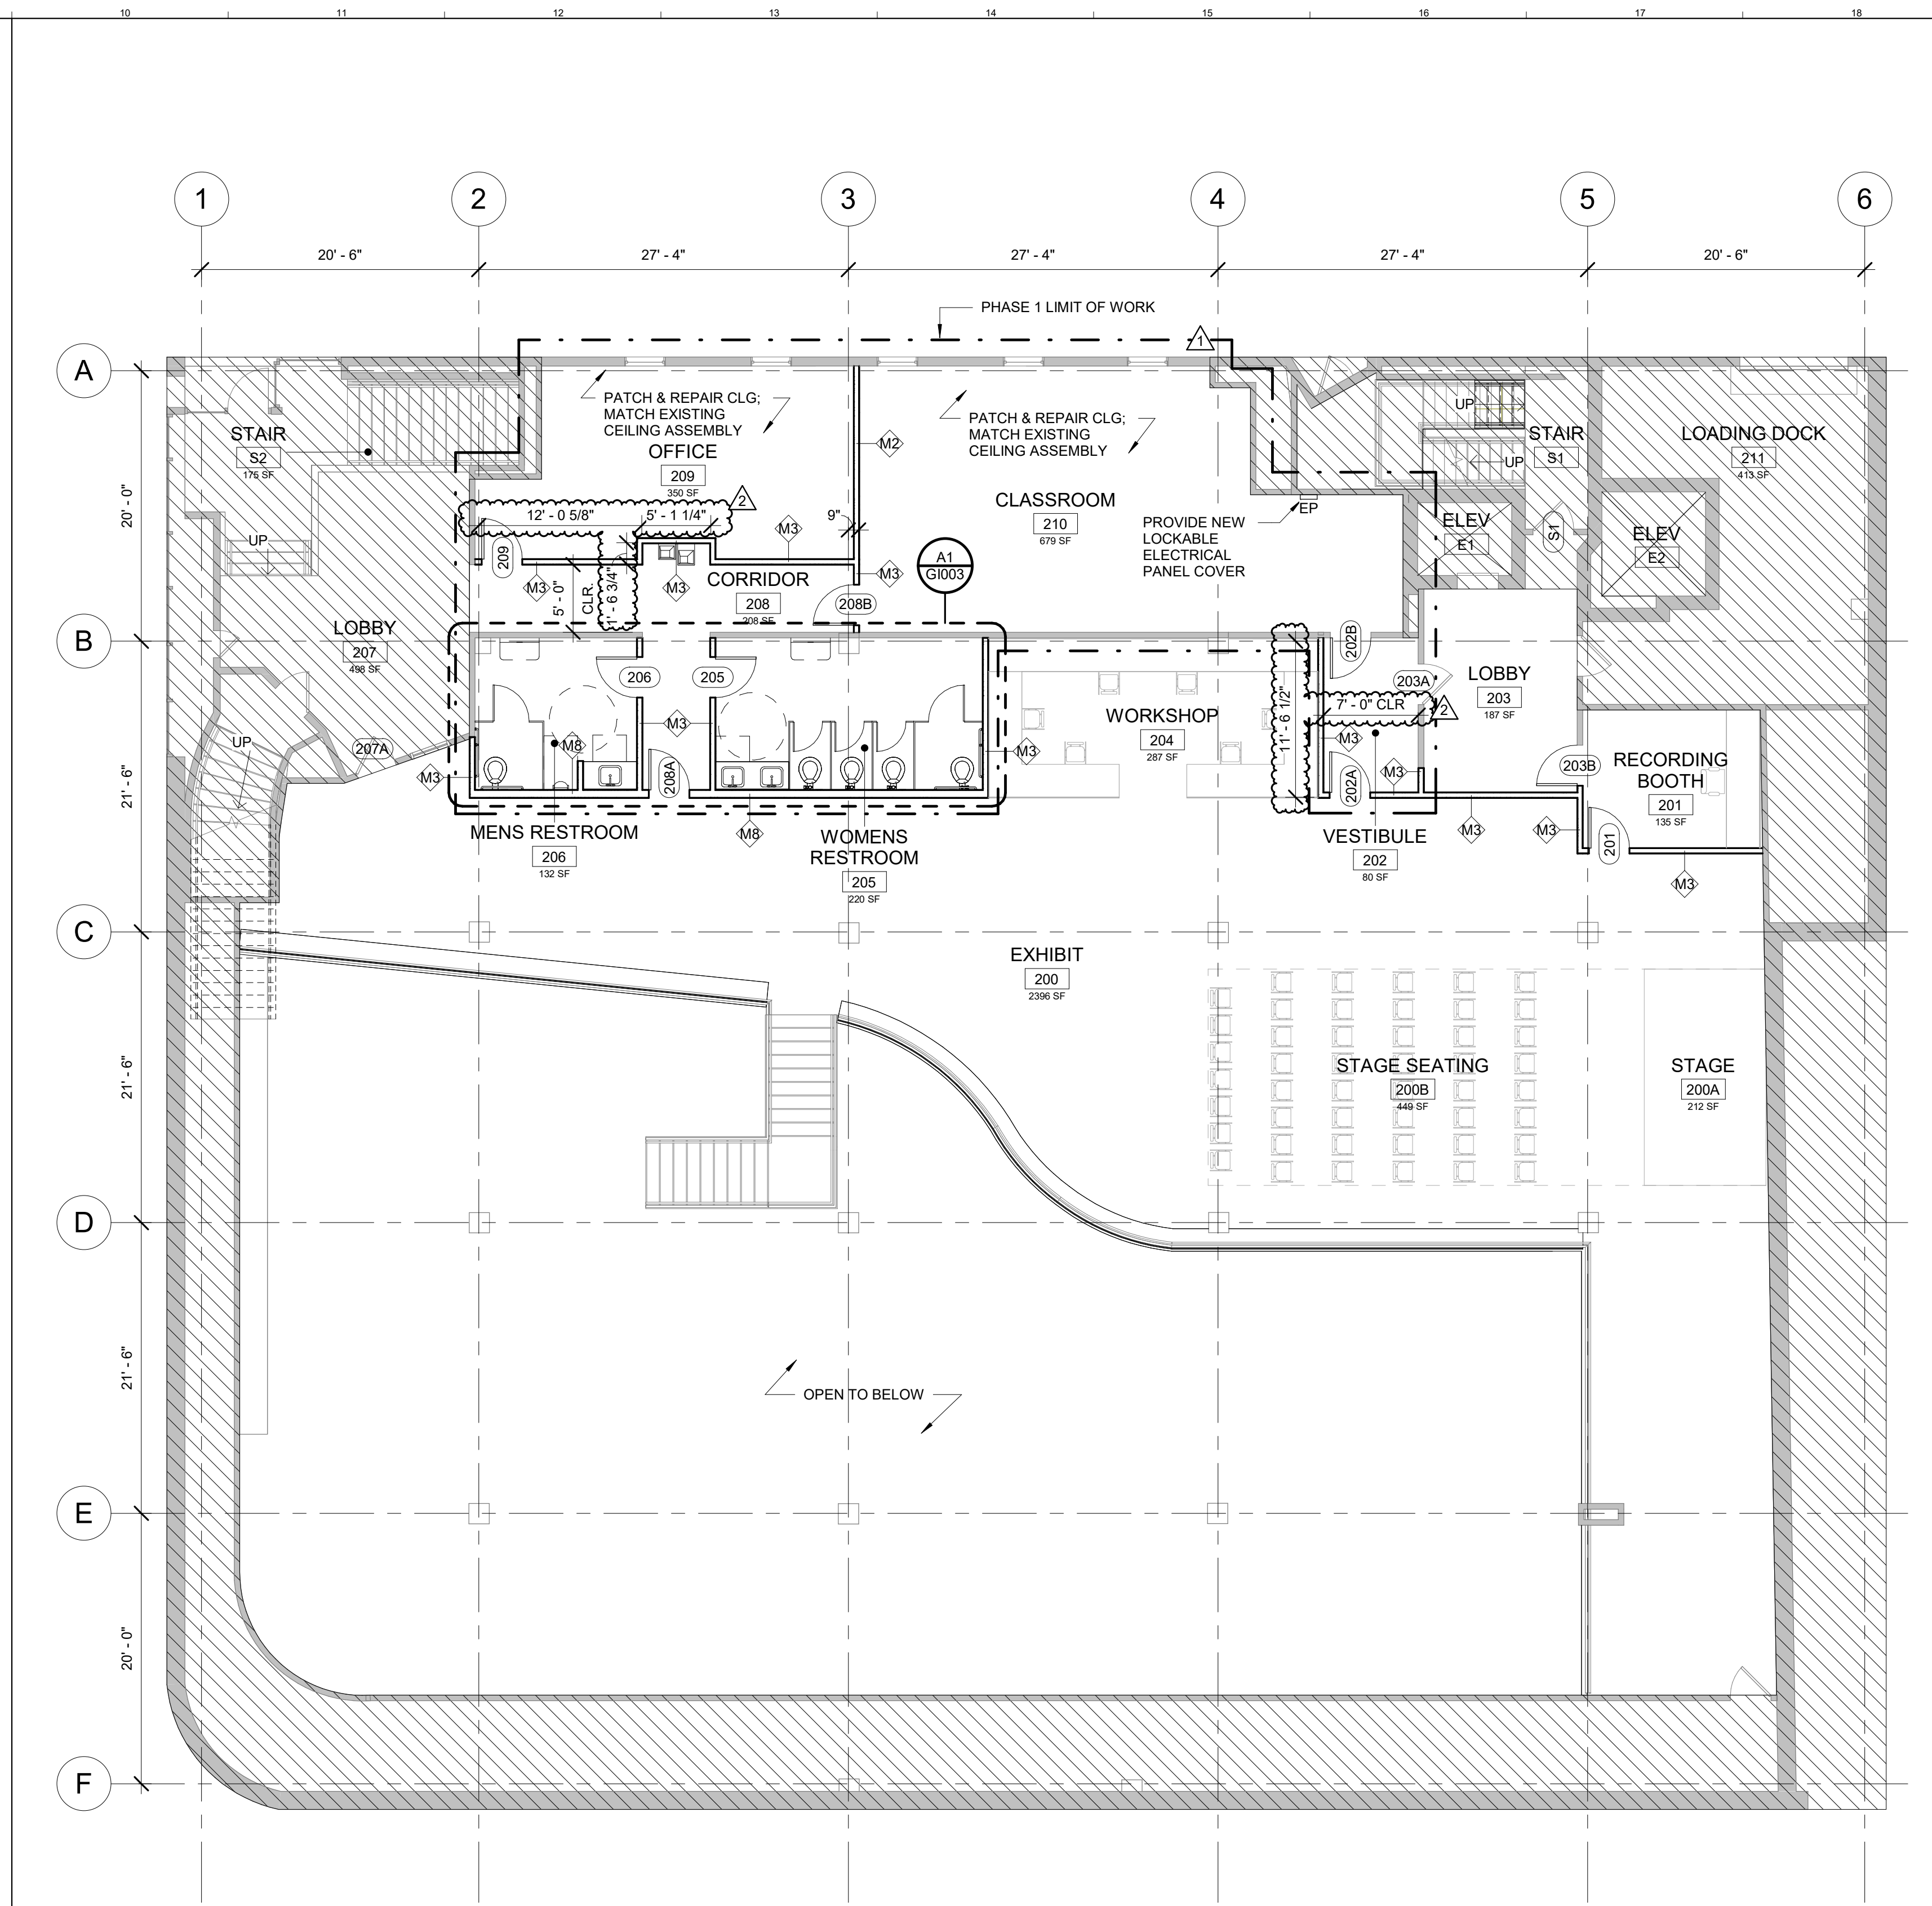 10 11 12 13 14 15 16 17 18
1 2 3 4 5 6
20' - 6" 27' - 4" 27' - 4" 27' - 4" 20' - 6"
PHASE 1 LIMIT OF WORK
1
A
PATCH & REPAIR CLG;
MATCH EXISTING
CEILING ASSEMBLY
PATCH & REPAIR CLG;
MATCH EXISTING
CEILING ASSEMBLY
STAIR
S2
175 SF
OFFICE
209
350 SF
M2
UP
UP
STAIR
S1
LOADING DOCK
211
413 SF
20' - 0"
2
12' - 0 5/8"
5' - 1 1/4"
9"
M3
CLASSROOM
210
679 SF
PROVIDE NEW
LOCKABLE
ELECTRICAL
PANEL COVER
EP
ELEV
E1
S1
ELEV
E2
UP
209
M3
5' - 0"
CLR.
1' - 6 3/4"
M3
CORRIDOR
208
208 SF
M3
208B
A1
GI003
LOBBY
207
498 SF
B
206
205
202B
203A
LOBBY
203
187 SF
WORKSHOP
204
287 SF
11' - 6 1/2"
7' - 0" CLR
2
UP
207A
M8
M3
M3
M3
M3
M3
208A
M8
202A
203B
RECORDING
BOOTH
201
135 SF
21' - 6"
MENS RESTROOM
206
132 SF
WOMENS
RESTROOM
205
220 SF
VESTIBULE
202
80 SF
M3
M3
201
M3
C
EXHIBIT
200
2396 SF
21' - 6"
STAGE SEATING
200B
449 SF
STAGE
200A
212 SF
D
21' - 6"
OPEN TO BELOW
E
20' - 0"
F